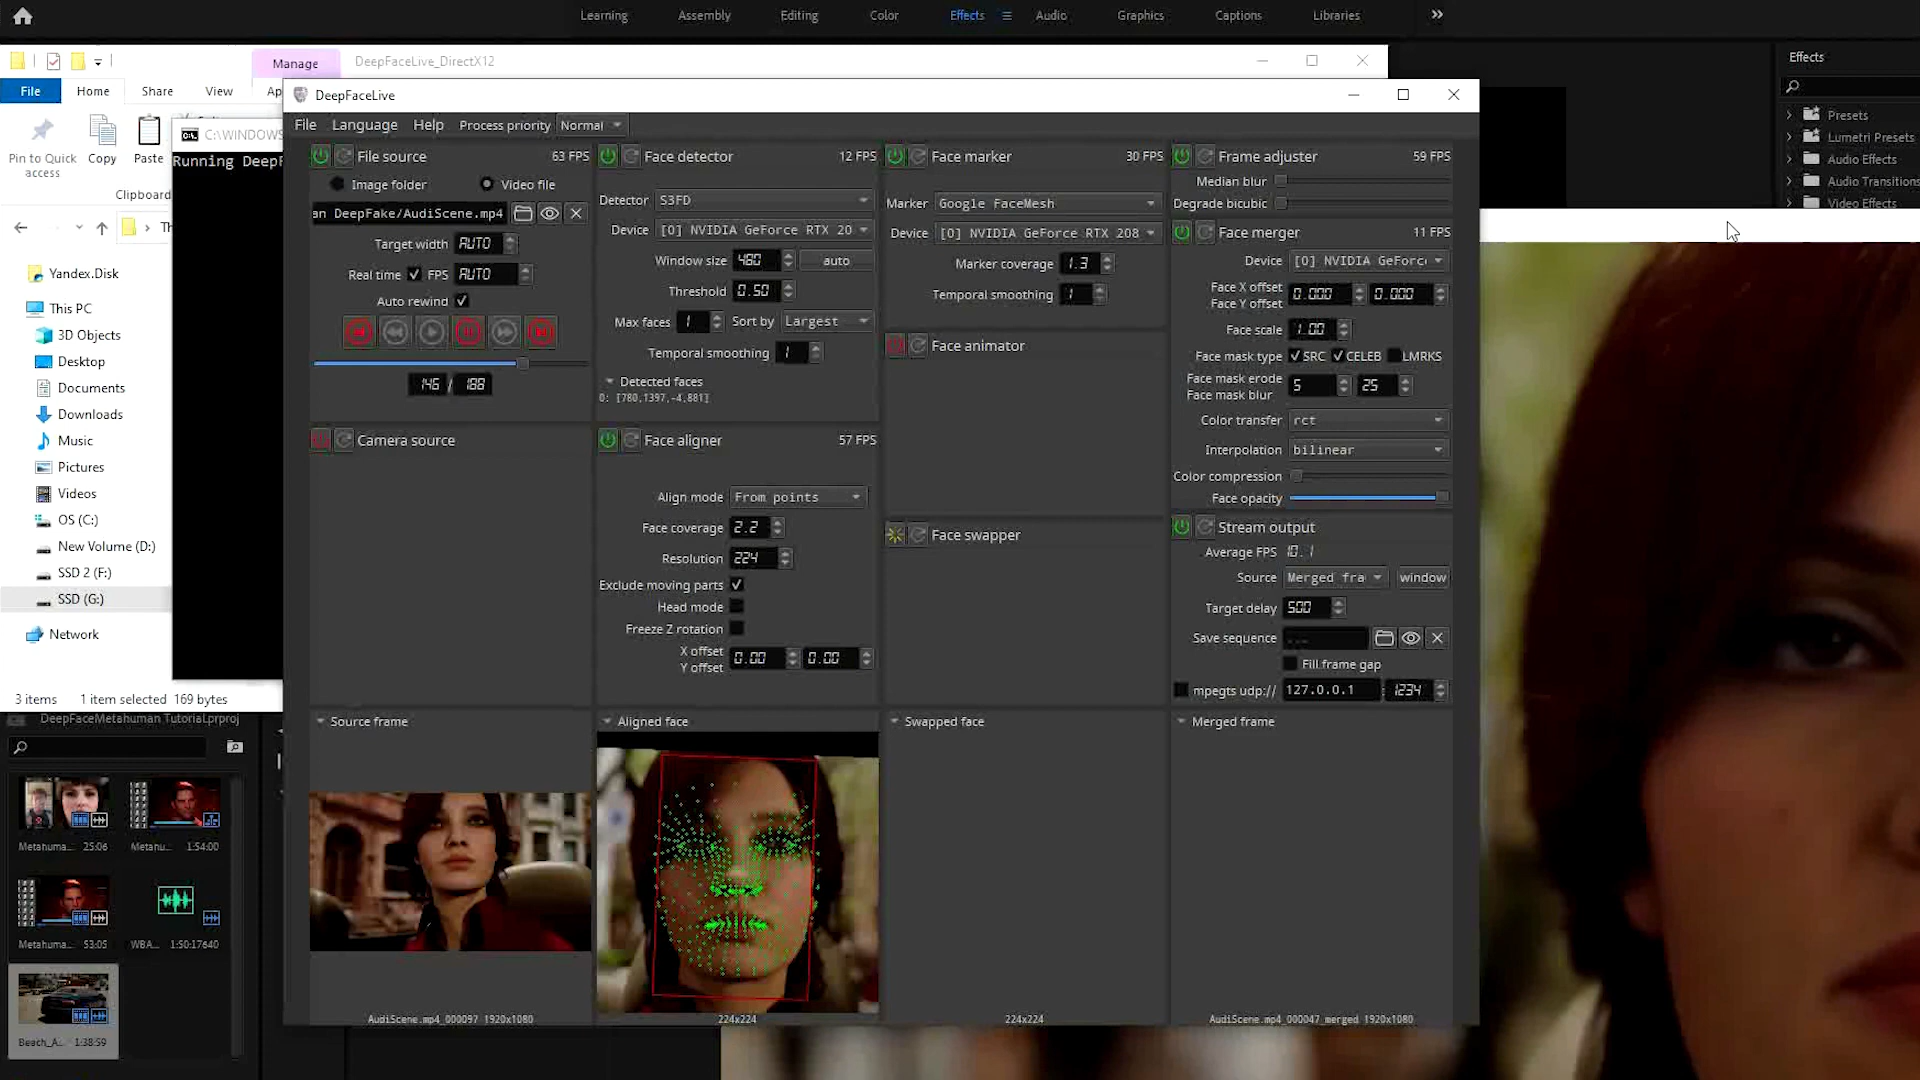 Learning
Assembly
Editing
Color
Effects
Audio
Graphics
Captions
Libraries
Manage
DeepFaceLive_DirectX12
File
Home
Share
View
Ap
Pin to Quick access
Copy
Paste
Clipboard
C:\WINDOWS
Running DeepF
Th
Yandex.Disk
This PC
3D Objects
Desktop
Documents
Downloads
Music
Pictures
Videos
OS (C:)
New Volume (D:)
SSD 2 (F:)
SSD (G:)
Network
3 items 1 item selected 169 bytes
DeepFaceMetahuman Tutorial.prproj
Metahuma... 25:06
Metahu... 1:54:00
Metahuma... 53:05
WBA... 1:50:17640
Beach_A... 1:38:59
DeepFaceLive
File Language Help Process priority Normal
File source 63 FPS
Image folder Video file
an DeepFake/AudiScene.mp4
Target width AUTO
Real time FPS AUTO
Auto rewind
146 / 188
Camera source
Face detector 12 FPS
Detector S3FD
Device [0] NVIDIA GeForce RTX 20
Window size 480 auto
Threshold 0.50
Max faces 1 Sort by Largest
Temporal smoothing 1
Detected faces
0: [780,1397,-4,881]
Face aligner 57 FPS
Align mode From points
Face coverage 2.2
Resolution 224
Exclude moving parts
Head mode
Freeze Z rotation
X offset
Y offset 0.00 0.00
Face marker 30 FPS
Marker Google FaceMesh
Device [0] NVIDIA GeForce RTX 208
Marker coverage 1.3
Temporal smoothing 1
Face animator
Face swapper
Frame adjuster 59 FPS
Median blur
Degrade bicubic
Face merger 11 FPS
Device [0] NVIDIA GeForc
Face X offset
Face Y offset 0.000 0.000
Face scale 1.00
Face mask type SRC CELEB LMRKS
Face mask erode
Face mask blur 5 25
Color transfer rct
Interpolation bilinear
Color compression
Face opacity
Stream output
Average FPS 10.1
Source Merged fra window
Target delay 500
Save sequence ...
Fill frame gap
mpegts udp:// 127.0.0.1 : 1234
Source frame
Aligned face
Swapped face
Merged frame
AudiScene.mp4_000097 1920x1080
224x224
224x224
AudiScene.mp4_000047_merged 1920x1080
Effects
Presets
Lumetri Presets
Audio Effects
Audio Transitions
Video Effects